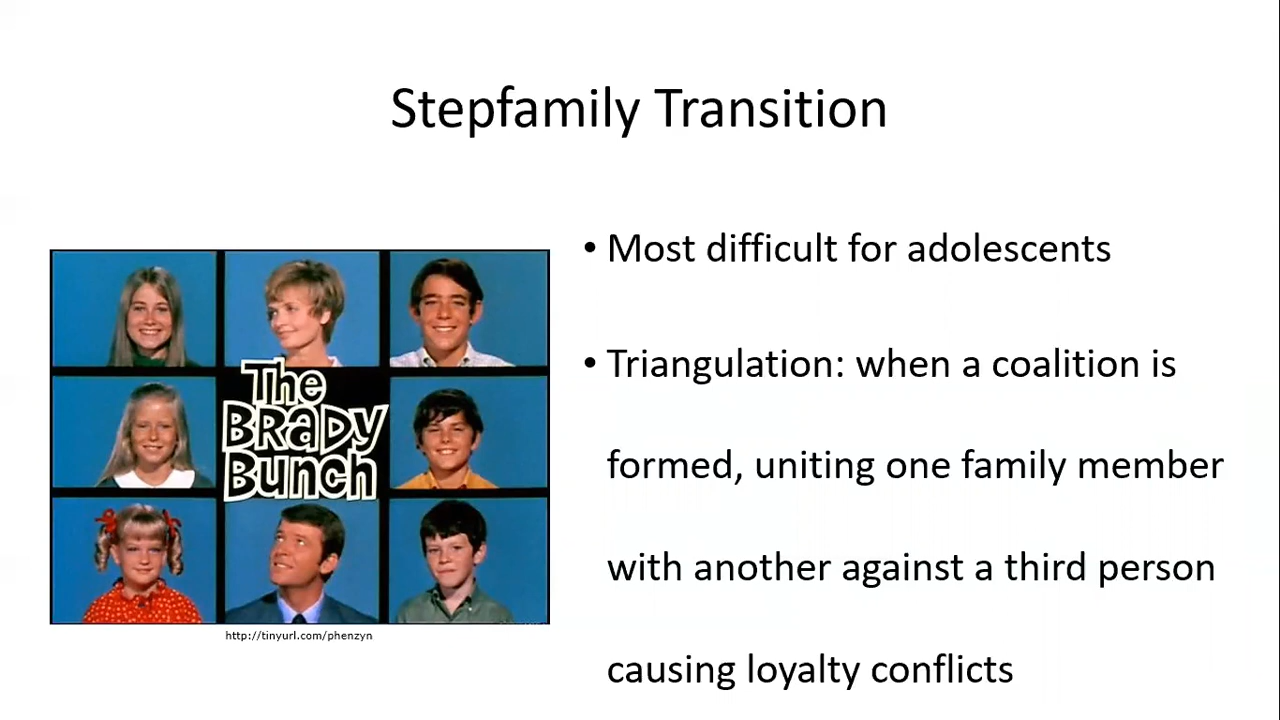 Stepfamily Transition
The
BRADY
BUNCH
http://tinyurl.com/phenzyn
• Most difficult for adolescents
• Triangulation: when a coalition is
formed, uniting one family member
with another against a third person
causing loyalty conflicts